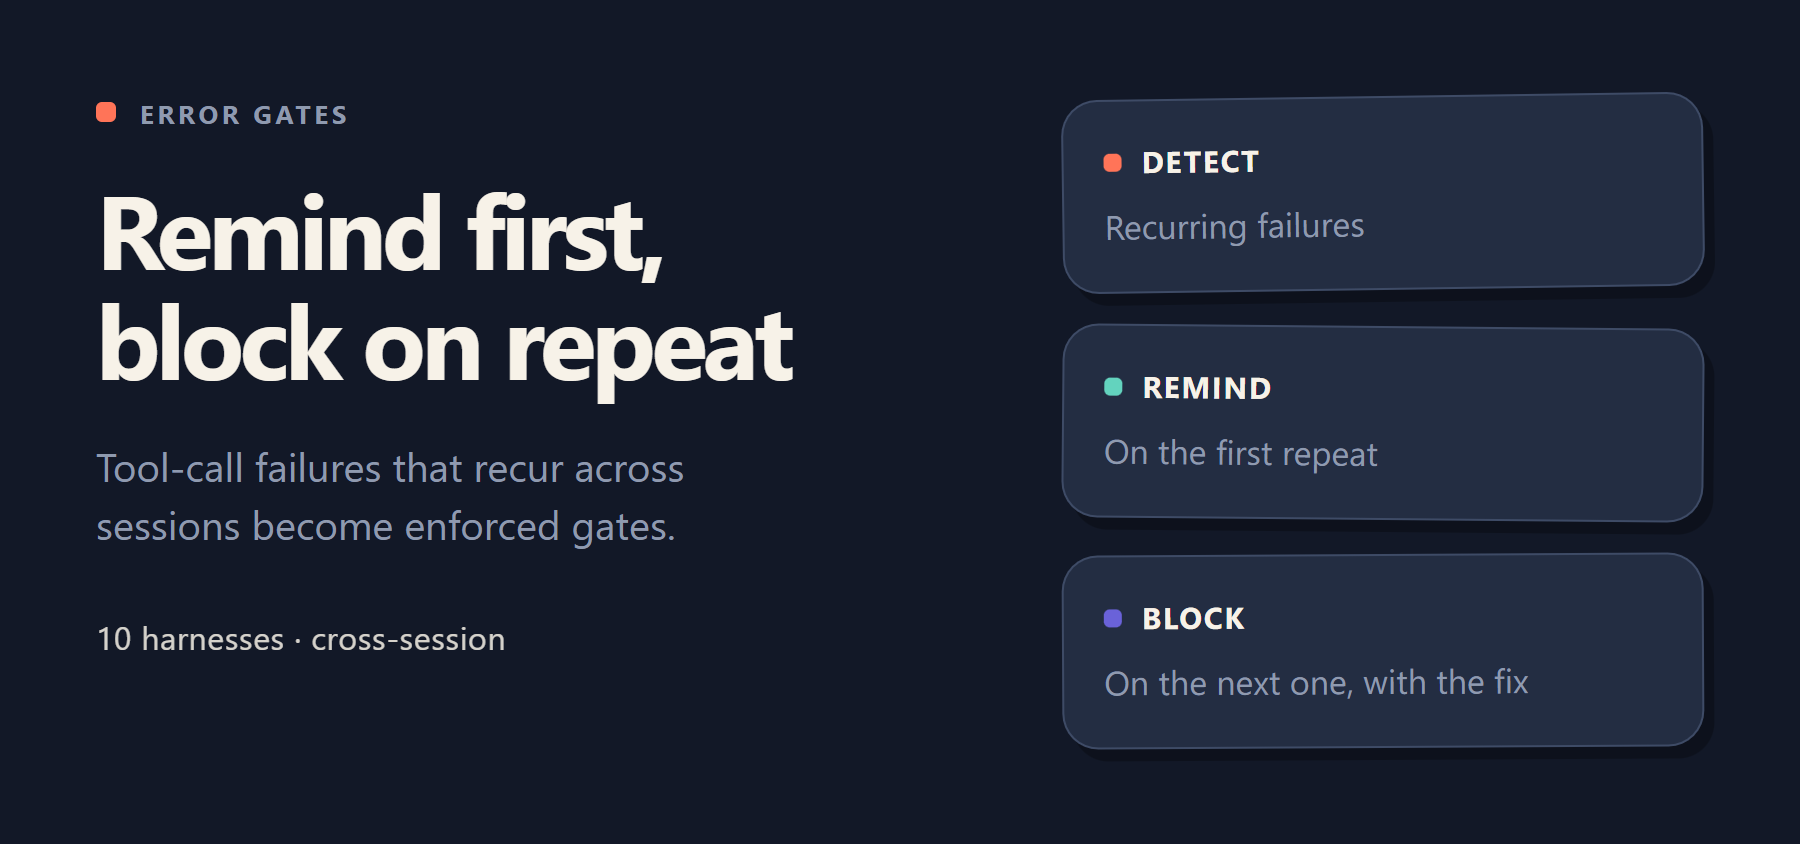 ERROR GATES
Remind first,
block on repeat
Tool-call failures that recur across
sessions become enforced gates.
10 harnesses · cross-session
DETECT
Recurring failures
REMIND
On the first repeat
BLOCK
On the next one, with the fix